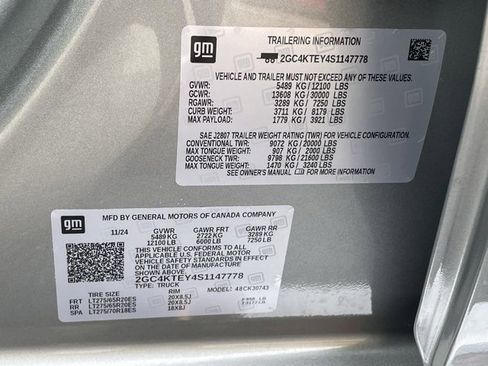 gm
TRAILERING INFORMATION
2GC4KTEY4S1147778
VEHICLE AND TRAILER MUST NOT EXCEED ANY OF THESE VALUES.
GVWR: 5489 KG/12100 LBS
GCWR: 13608 KG/30000 LBS
RGAWR: 3289 KG/ 7250 LBS
CURB WEIGHT: 3711 KG/ 8179 LBS
MAX PAYLOAD: 1779 KG/ 3921 LBS
SAE J2807 TRAILER WEIGHT RATING (TWR) FOR VEHICLE CONFIGURATION.
CONVENTIONAL TWR: 9072 KG/20000 LBS
MAX TONGUE WEIGHT: 907 KG/ 2000 LBS
GOOSENECK TWR: 9798 KG/21600 LBS
MAX TONGUE WEIGHT: 1470 KG/ 3240 LBS
SEE OWNER'S MANUAL FOR MORE INFORMATION
gm
MFD BY GENERAL MOTORS OF CANADA COMPANY
11/24 GVWR GAWR FRT GAWR RR
5489 KG 2722 KG 3289 KG
12100 LB 6000 LB 7250 LB
THIS VEHICLE CONFORMS TO ALL
APPLICABLE U.S. FEDERAL MOTOR
VEHICLE SAFETY STANDARDS IN
EFFECT ON THE DATE OF MANUFACTURE
SHOWN ABOVE.
2GC4KTEY4S1147778
TYPE: TRUCK
TIRE SIZE RIM 48CK30743
FRT LT275/65R20ES 20X8.5J
RR LT275/65R20ES 20X8.5J
SPA LT275/70R18ES 18X8J